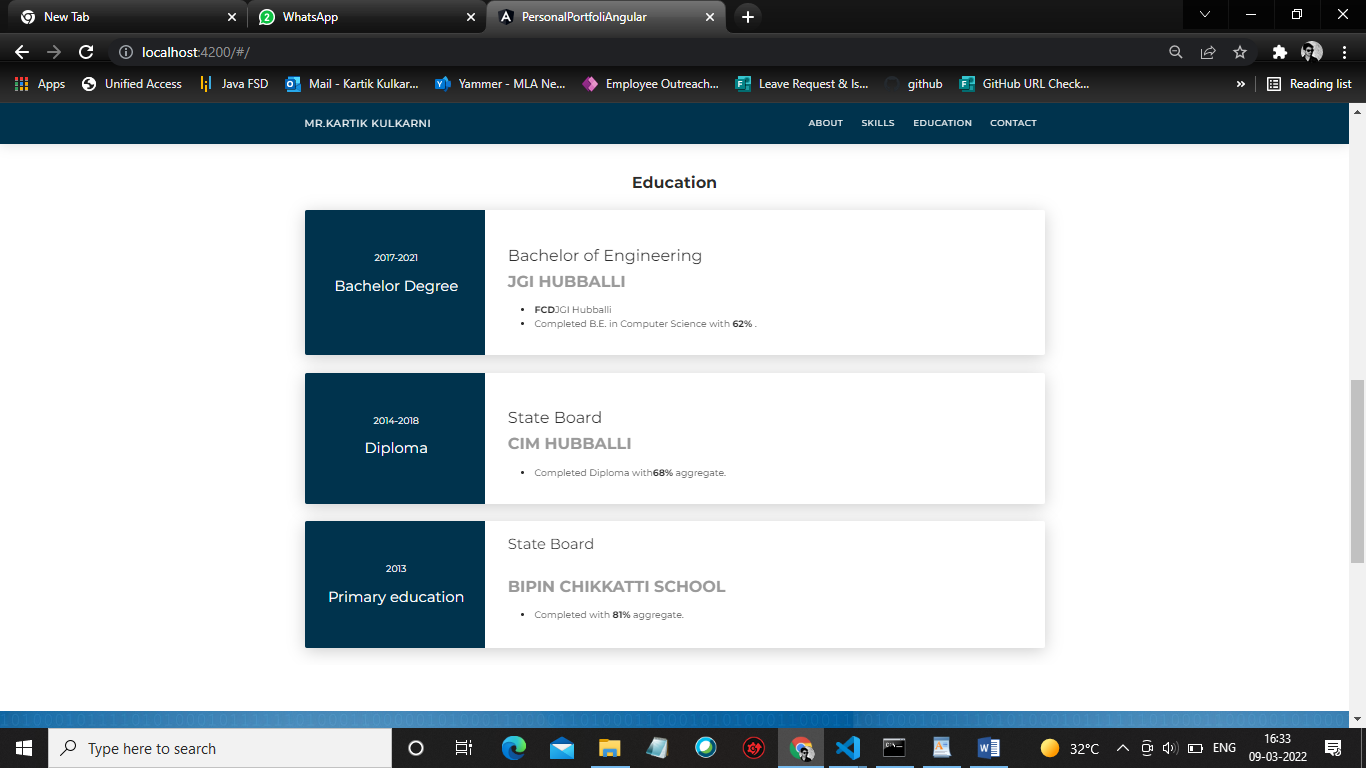 New Tab
2 WhatsApp
PersonalPortfoliAngular
localhost:4200/#/
Apps
Unified Access
Java FSD
Mail - Kartik Kulkar...
Yammer - MLA Ne...
Employee Outreach...
Leave Request & Is...
github
GitHub URL Check...
»
Reading list
MR.KARTIK KULKARNI
ABOUT SKILLS EDUCATION CONTACT
Education
2017-2021
Bachelor Degree
Bachelor of Engineering
JGI HUBBALLI
• FCDJGI Hubballi
• Completed B.E. in Computer Science with 62% .
2014-2018
Diploma
State Board
CIM HUBBALLI
• Completed Diploma with68% aggregate.
2013
Primary education
State Board
BIPIN CHIKKATTI SCHOOL
• Completed with 81% aggregate.
Type here to search
32°C
ENG
16:33
09-03-2022